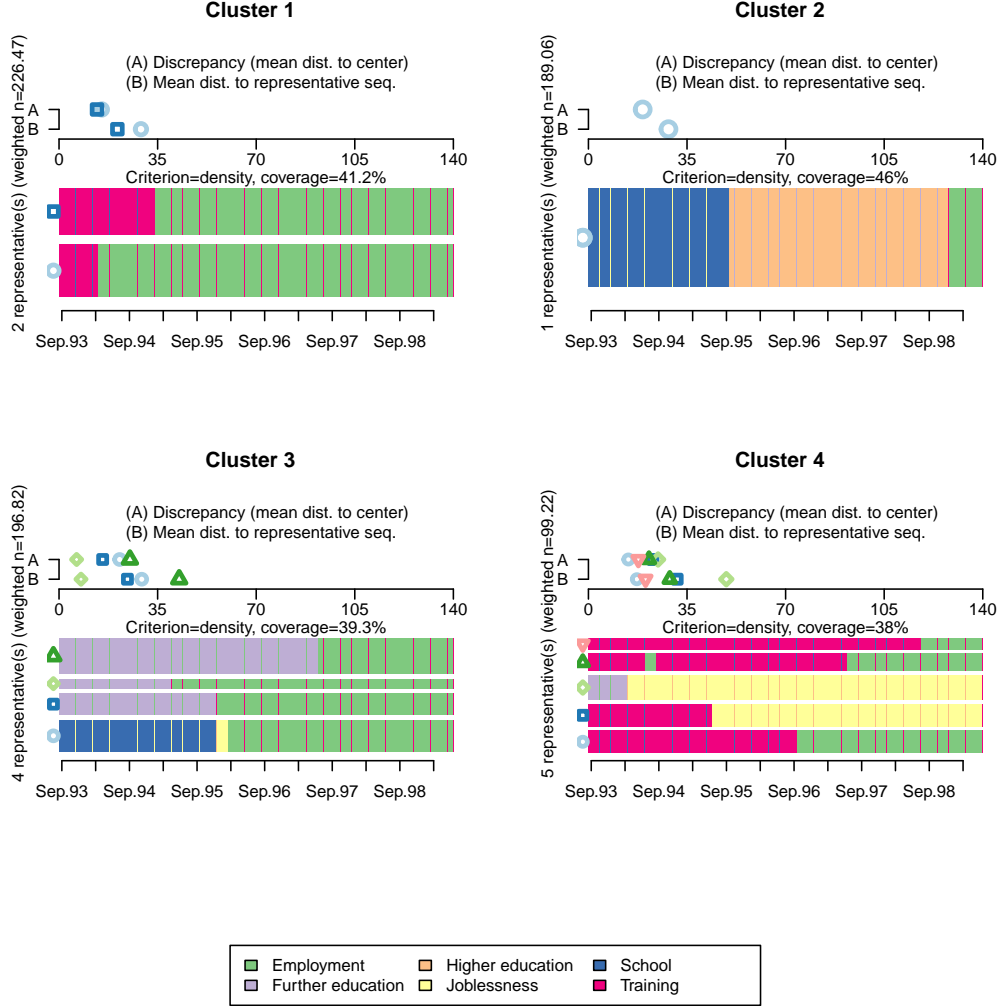 Cluster 1
2 representative(s) (weighted n=226.47)
(A) Discrepancy (mean dist. to center)
(B) Mean dist. to representative seq.
A
B
0 35 70 105 140
Criterion=density, coverage=41.2%
Sep.93 Sep.94 Sep.95 Sep.96 Sep.97 Sep.98
Cluster 2
1 representative(s) (weighted n=189.06)
(A) Discrepancy (mean dist. to center)
(B) Mean dist. to representative seq.
A
B
0 35 70 105 140
Criterion=density, coverage=46%
Sep.93 Sep.94 Sep.95 Sep.96 Sep.97 Sep.98
Cluster 3
4 representative(s) (weighted n=196.82)
(A) Discrepancy (mean dist. to center)
(B) Mean dist. to representative seq.
A
B
0 35 70 105 140
Criterion=density, coverage=39.3%
Sep.93 Sep.94 Sep.95 Sep.96 Sep.97 Sep.98
Cluster 4
5 representative(s) (weighted n=99.22)
(A) Discrepancy (mean dist. to center)
(B) Mean dist. to representative seq.
A
B
0 35 70 105 140
Criterion=density, coverage=38%
Sep.93 Sep.94 Sep.95 Sep.96 Sep.97 Sep.98
Employment Higher education School
Further education Joblessness Training